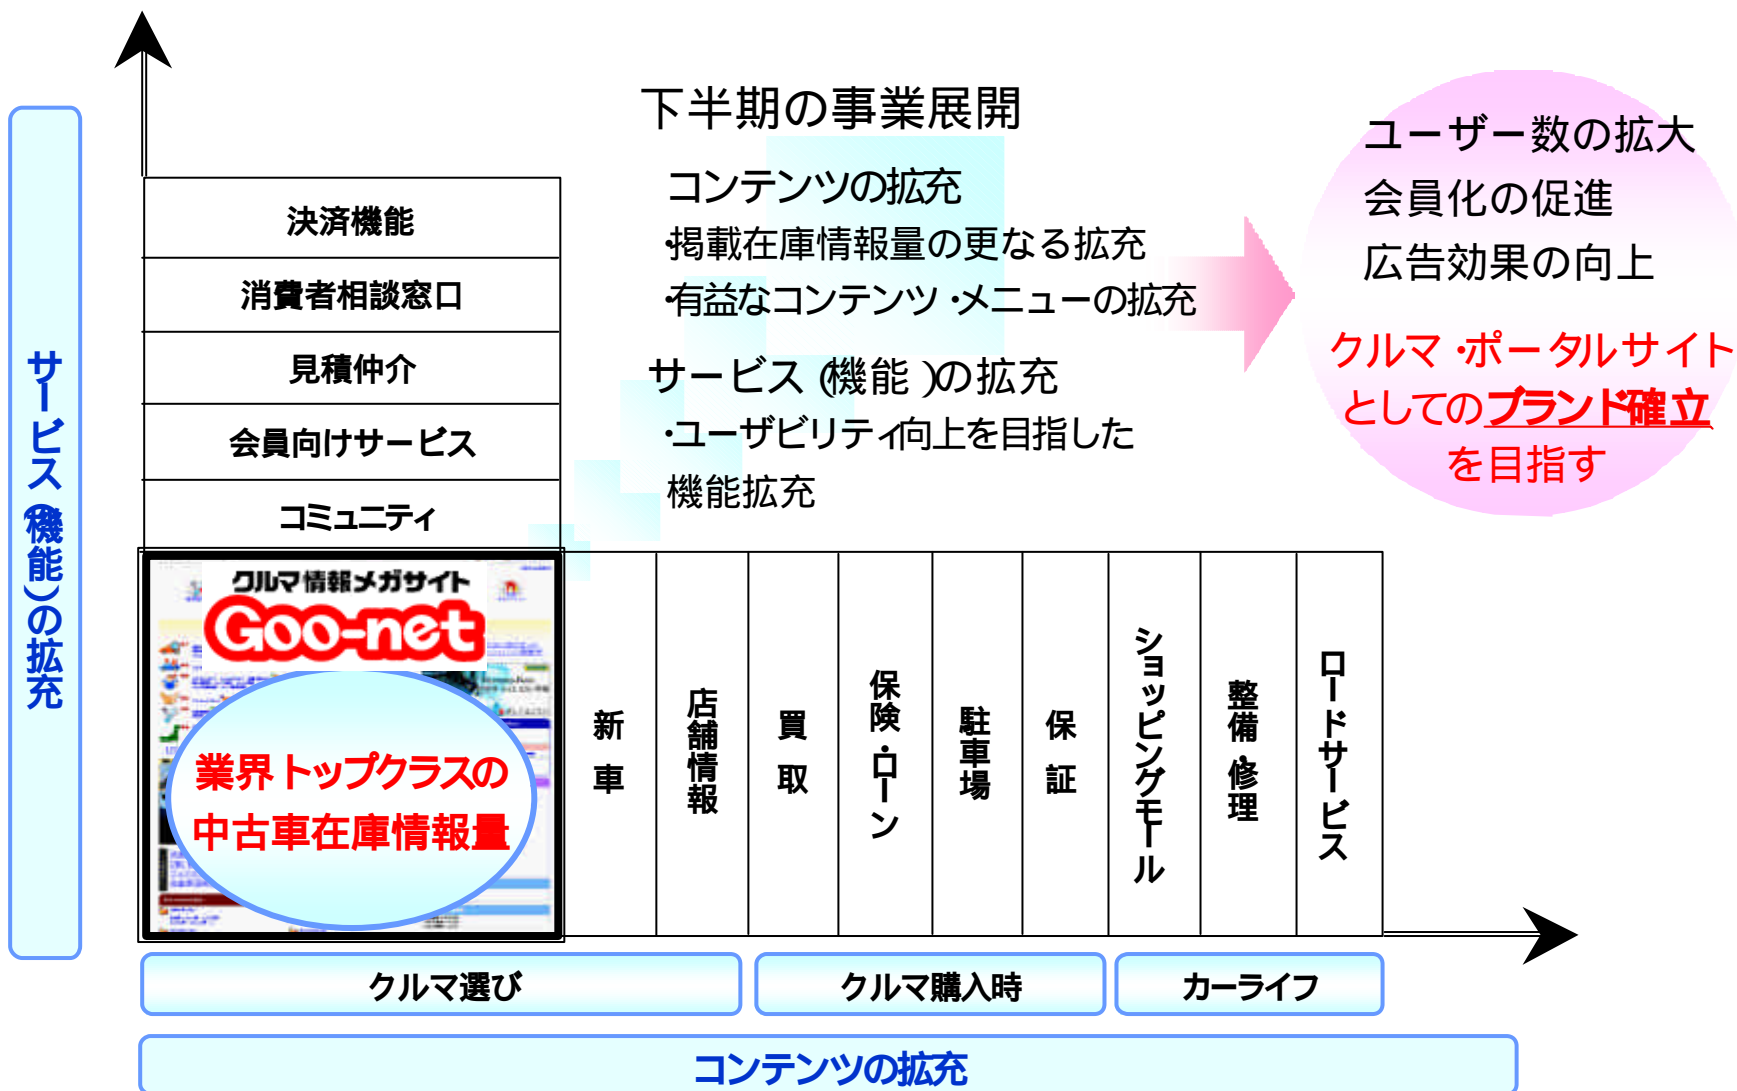 下半期の事業展開
コンテンツの拡充
・掲載在庫情報量の更なる拡充
・有益なコンテンツ・メニューの拡充
サービス(機能)の拡充
・ユーザビリティ向上を目指した
機能拡充
ユーザー数の拡大
会員化の促進
広告効果の向上
クルマ・ポータルサイト
としてのブランド確立
を目指す
サービス(機能)の拡充
決済機能
消費者相談窓口
見積仲介
会員向けサービス
コミュニティ
クルマ情報メガサイト
Goo-net
業界トップクラスの
中古車在庫情報量
新車
店舗情報
買取
保険・ローン
駐車場
保証
ショッピングモール
整備・修理
ロードサービス
クルマ選び
クルマ購入時
カーライフ
コンテンツの拡充